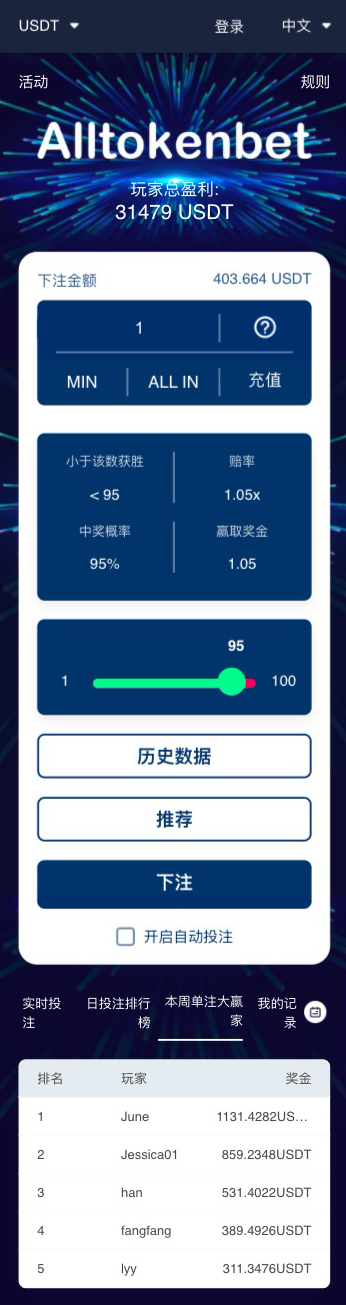 USDT 登录 中文
活动 规则
Alltokenbet
玩家总盈利:
31479 USDT
下注金额 403.664 USDT
1
MIN ALL IN 充值
小于该数获胜 赔率
< 95 1.05x
中奖概率 赢取奖金
95% 1.05
95
1 100
历史数据
推荐
下注
开启自动投注
实时投注 日投注排行榜 本周单注大赢家 我的记录
排名 玩家 奖金
1 June 1131.4282US...
2 Jessica01 859.2348USDT
3 han 531.4022USDT
4 fangfang 389.4926USDT
5 lyy 311.3476USDT